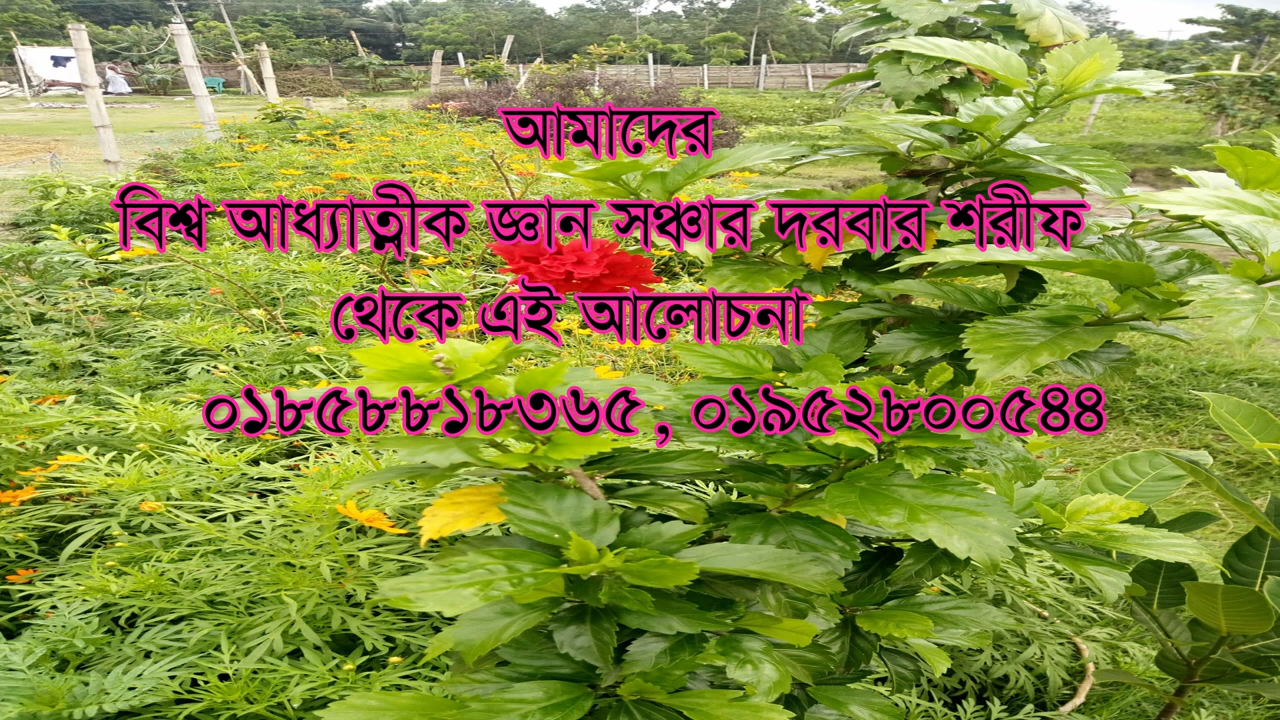 আমাদের
বিশ্ব আধ্যাত্নীক জ্ঞান সঞ্চার দরবার শরীফ
থেকে এই আলোচনা
০১৮৫৮৮১৮৩৬৫, ০১৯৫২৮০০৫৪৪